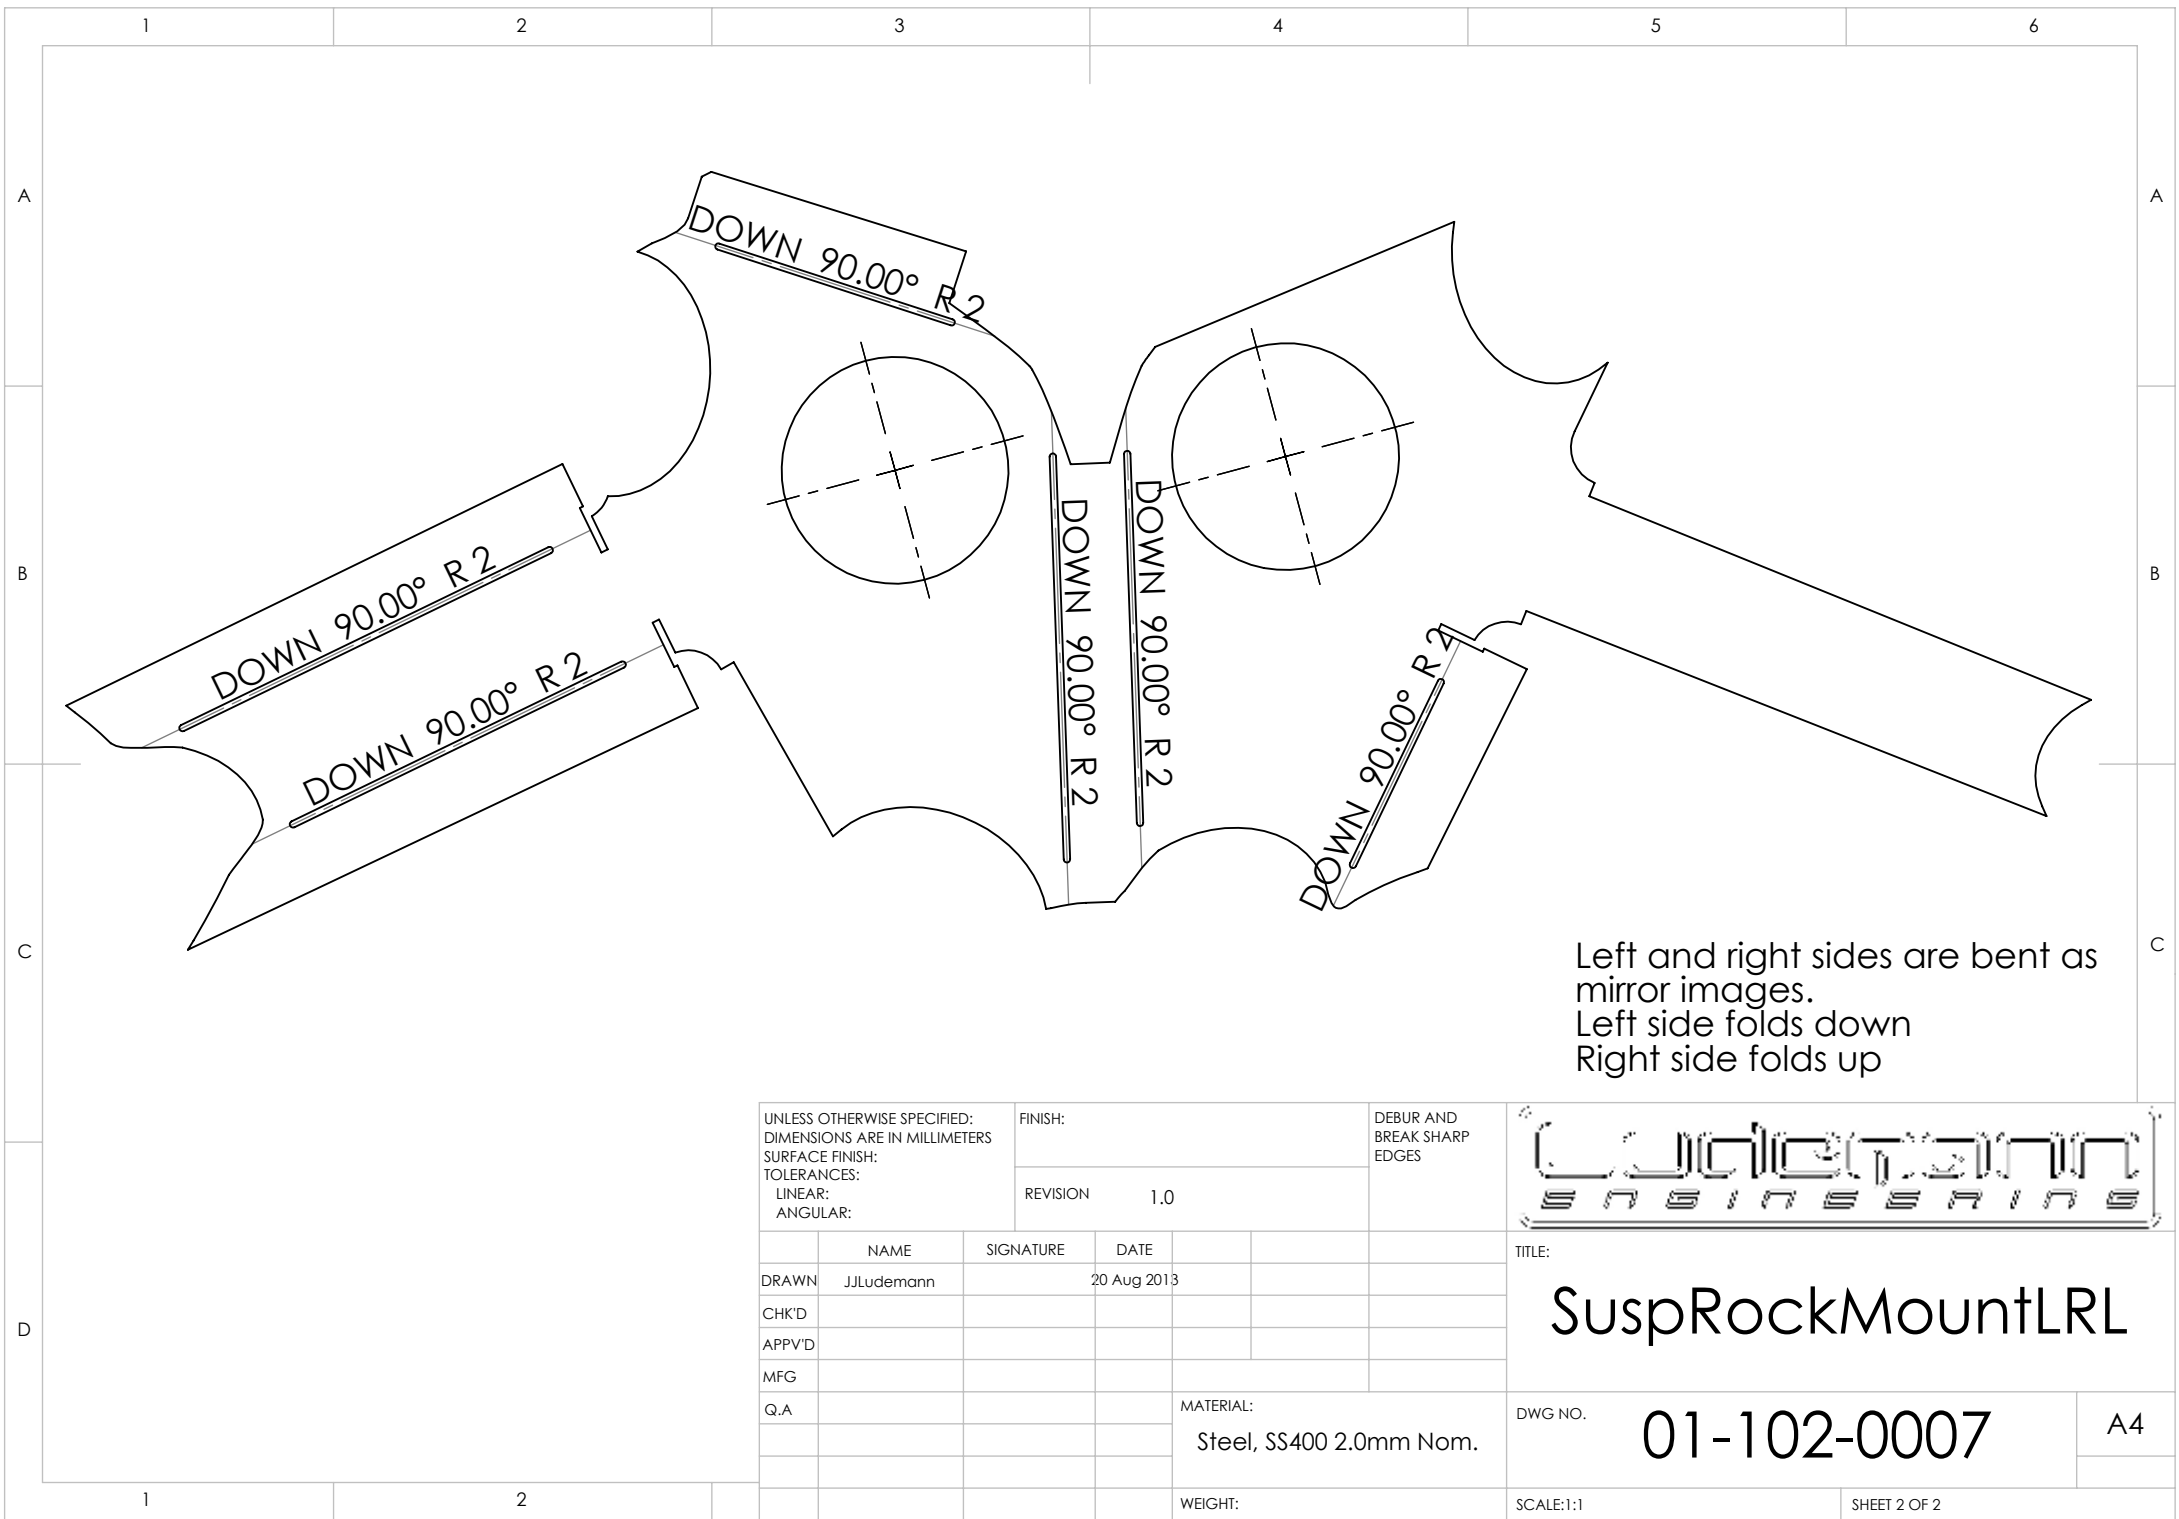 1 2 3 4 5 6
A A
DOWN 90.00° R 2
B B
DOWN 90.00° R 2
DOWN 90.00° R 2
DOWN 90.00° R 2
DOWN 90.00° R 2
DOWN 90.00° R 2
C C
Left and right sides are bent as
mirror images.
Left side folds down
Right side folds up
D
UNLESS OTHERWISE SPECIFIED:
DIMENSIONS ARE IN MILLIMETERS
SURFACE FINISH:
TOLERANCES:
LINEAR:
ANGULAR:
FINISH:
REVISION 1.0
DEBUR AND
BREAK SHARP
EDGES
Ludemann
ENGINEERING
NAME SIGNATURE DATE
DRAWN JJLudemann 20 Aug 2013
CHK'D
APPV'D
MFG
Q.A
TITLE:
SuspRockMountLRL
MATERIAL:
Steel, SS400 2.0mm Nom.
DWG NO. 01-102-0007 A4
WEIGHT:
SCALE:1:1
SHEET 2 OF 2
1 2